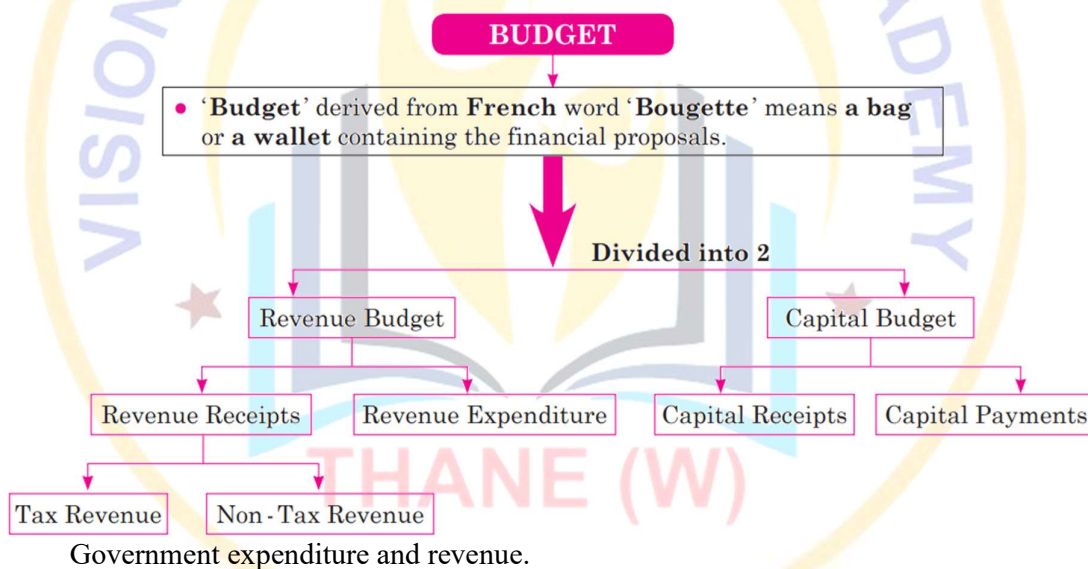 BUDGET
• ‘Budget’ derived from French word ‘Bougette’ means a bag
or a wallet containing the financial proposals.
Divided into 2
Revenue Budget
Capital Budget
Revenue Receipts
Revenue Expenditure
Capital Receipts
Capital Payments
Tax Revenue
Non-Tax Revenue
Government expenditure and revenue.
VISION
ADEMY
THANE (W)